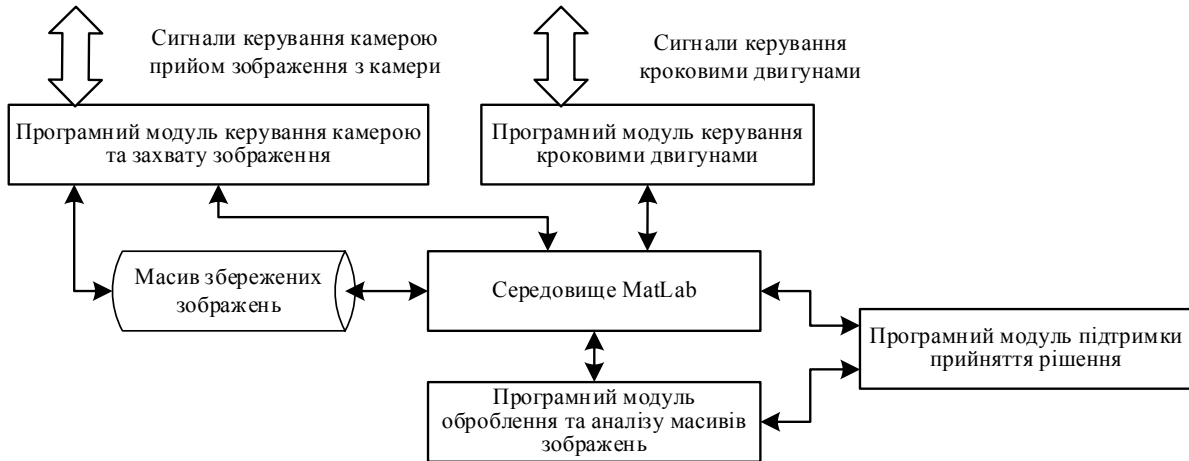 Сигнали керування камерою
прийом зображення з камери
Сигнали керування
кроковими двигунами
Програмний модуль керування камерою
та захвату зображення
Програмний модуль керування
кроковими двигунами
Масив збережених
зображень
Середовище MatLab
Програмний модуль підтримки
прийняття рішення
Програмний модуль
оброблення та аналізу масивів
зображень